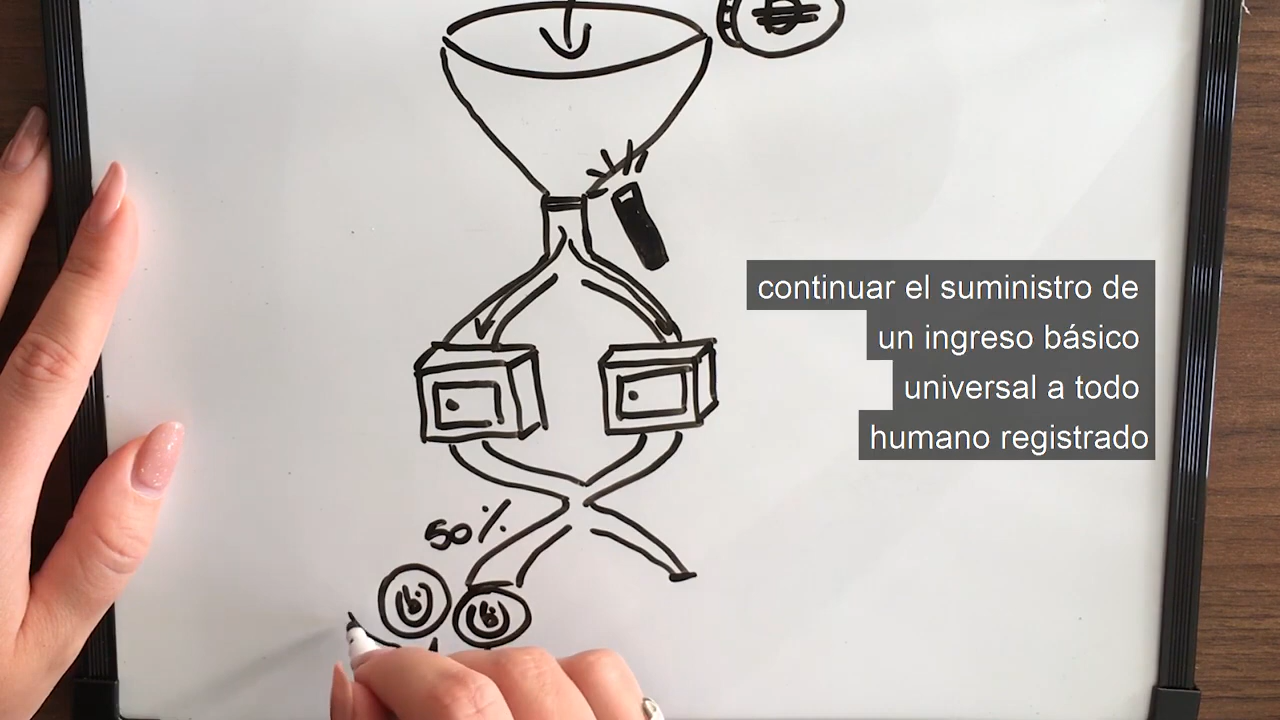 continuar el suministro de
un ingreso básico
universal a todo
humano registrado
50%